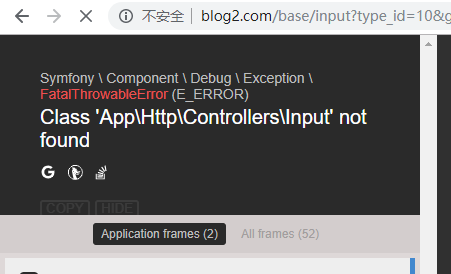 不安全 | blog2.com/base/input?type_id=10&g
Symfony \ Component \ Debug \ Exception \
FatalThrowableError (E_ERROR)
Class 'App\Http\Controllers\Input' not
found
COPY HIDE
Application frames (2) All frames (52)